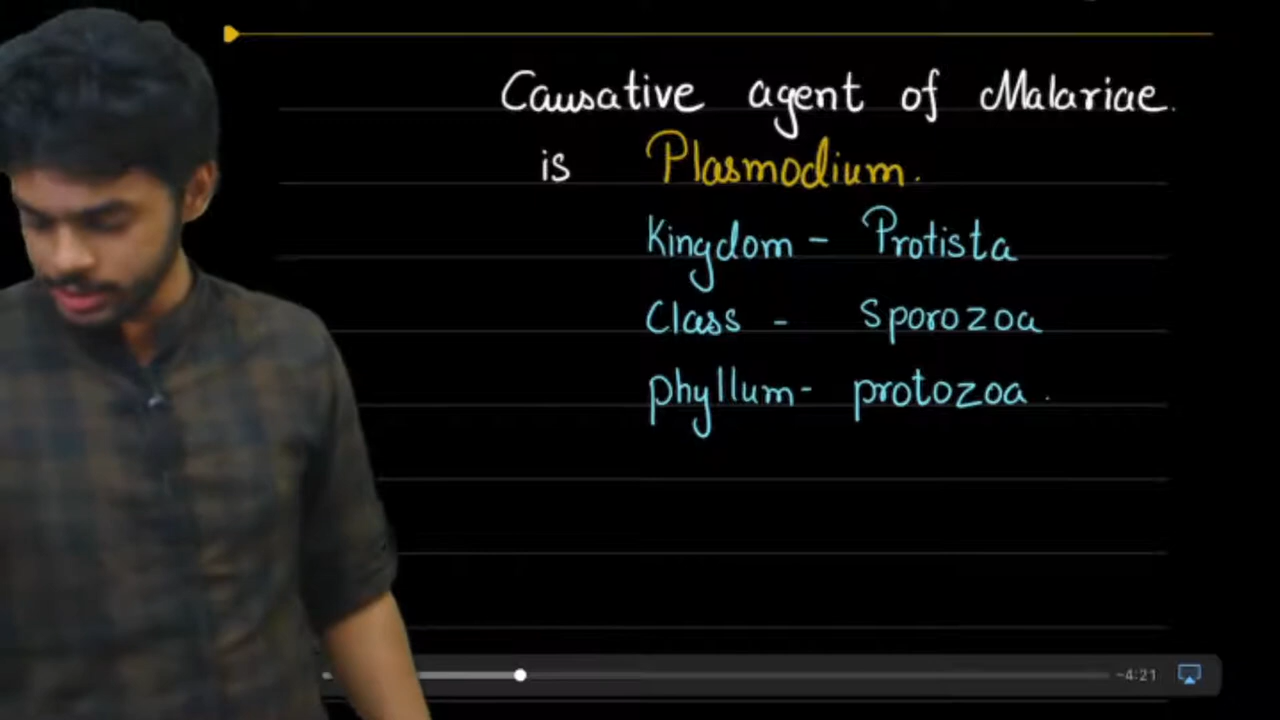 Causative agent of Malariae.
is Plasmodium.
Kingdom - Protista
Class - Sporozoa
phyllum- protozoa.
-4:21